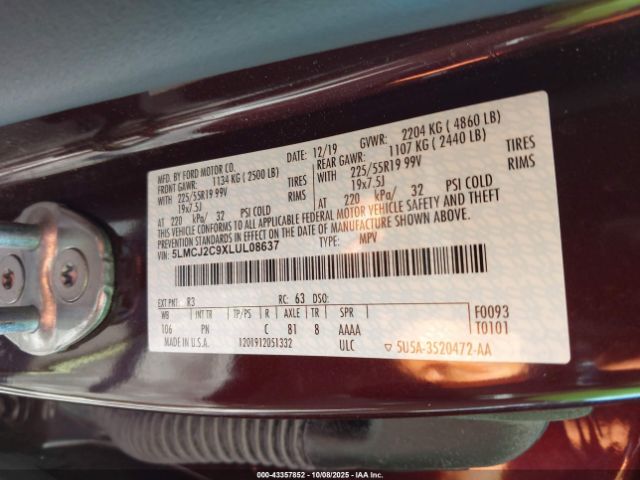 MFD. BY FORD MOTOR CO.
DATE: 12/19 GVWR: 2204 KG ( 4860 LB)
FRONT GAWR: 1134 KG ( 2500 LB) REAR GAWR: 1107 KG ( 2440 LB)
WITH 225/55R19 99V TIRES WITH 225/55R19 99V TIRES
19x7.5J RIMS 19x7.5J RIMS
AT 220 kPa/ 32 PSI COLD AT 220 kPa/ 32 PSI COLD
THIS VEHICLE CONFORMS TO ALL APPLICABLE FEDERAL MOTOR VEHICLE SAFETY AND THEFT
PREVENTION STANDARDS IN EFFECT ON THE DATE OF MANUFACTURE SHOWN ABOVE.
VIN: 5LMCJ2C9XLUL08637 TYPE: MPV
EXT PNT: R3 RC: 63 DSO:
WB TP/PS R AXLE TR SPR F0093
106 PN C 81 8 AAAA T0101
MADE IN U.S.A. 1201912051332 ULC ▽ 5U5A-3520472-AA
000-43357852 | 10/08/2025 | IAA Inc.